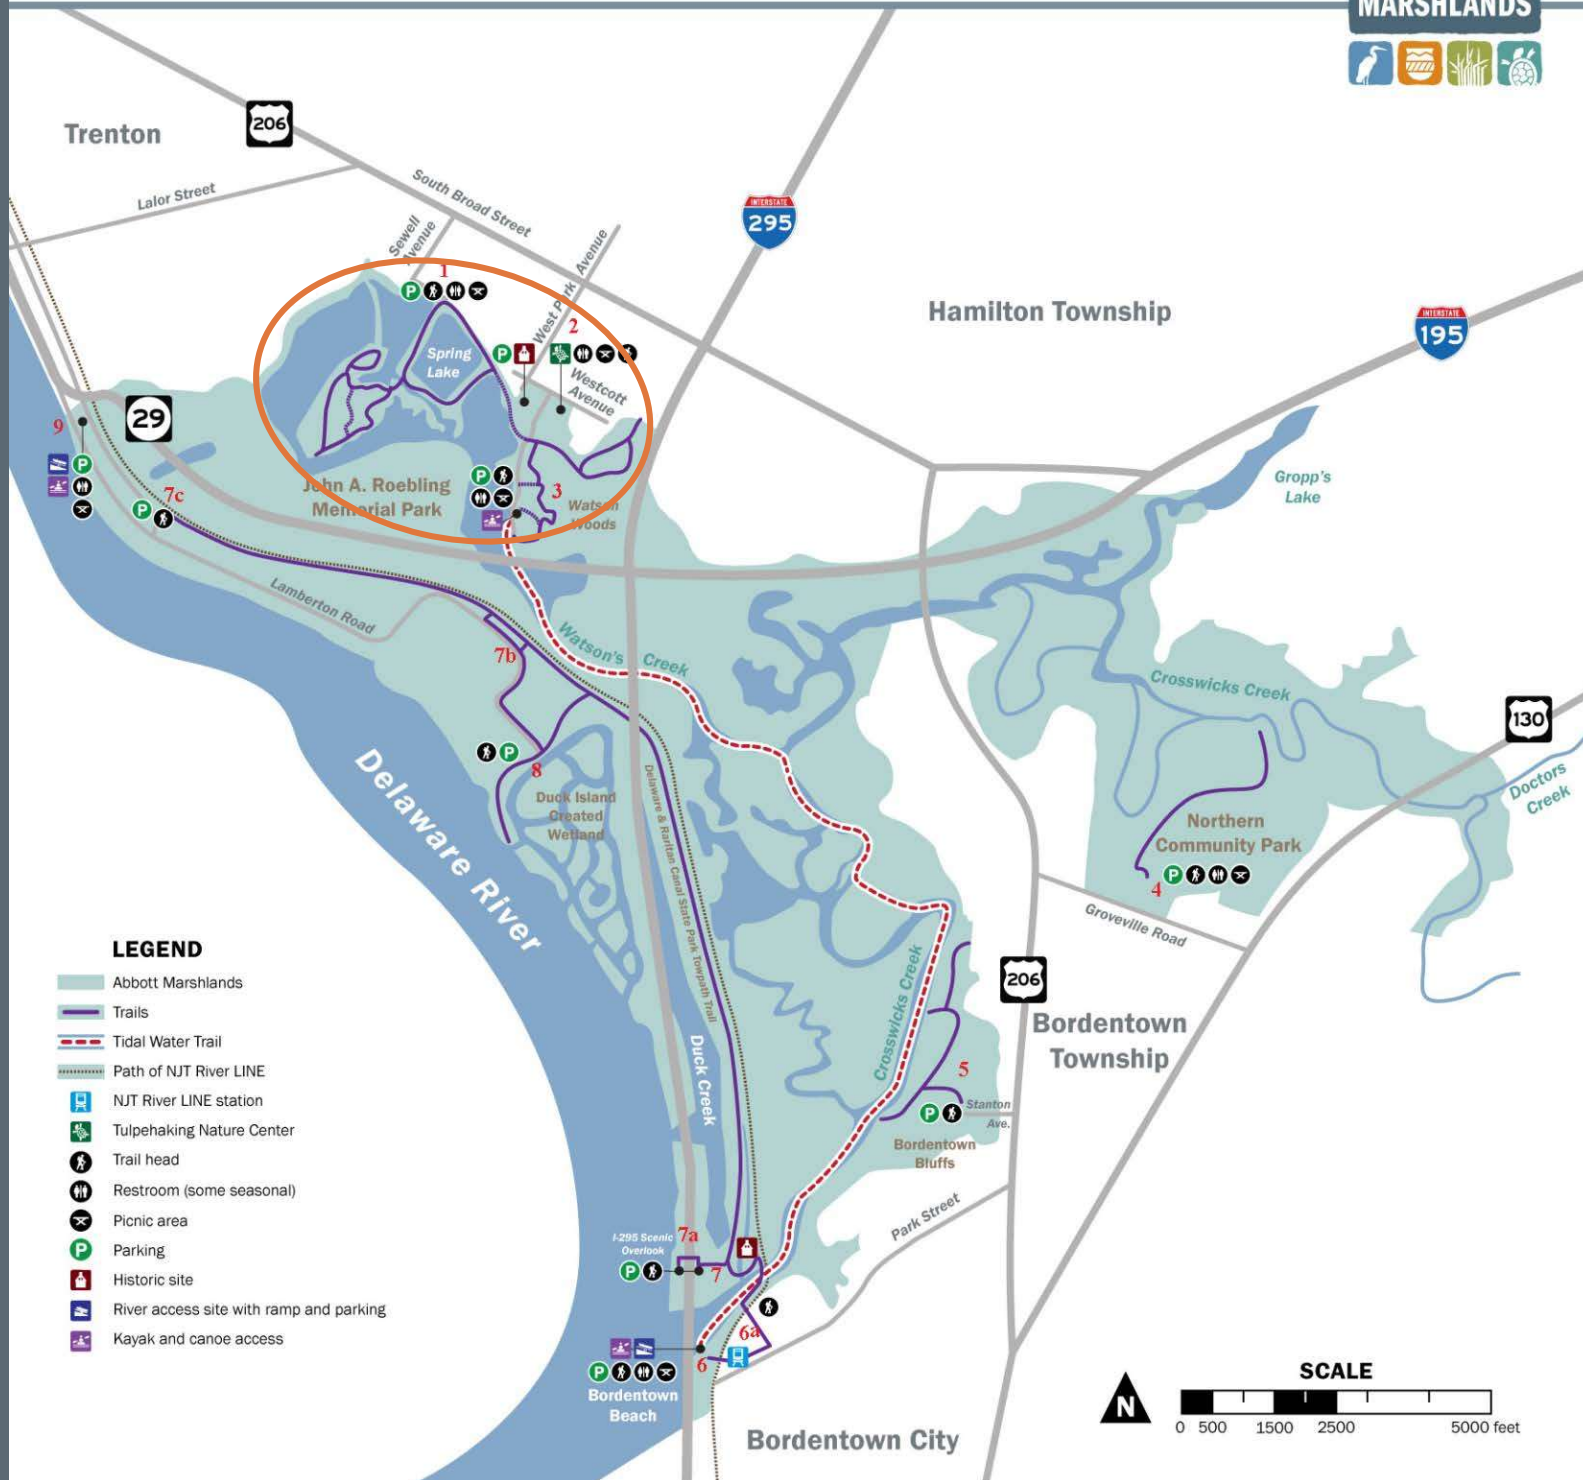 MARSHLANDS
Trenton
206
Lalor Street
South Broad Street
Sewell
Avenue
INTERSTATE
295
West Park Avenue
Hamilton Township
INTERSTATE
195
1
P
2
P
Spring
Lake
Westcott
Avenue
29
9
P
7c
P
P
3
John A. Roebling
Memorial Park
Watson
Woods
Gropp's
Lake
Lamberton Road
Watson's Creek
7b
Crosswicks Creek
130
Doctors
Creek
P
8
Duck Island
Created
Wetland
Delaware River
Delaware & Raritan Canal State Park Towpath Trail
Northern
Community Park
4
P
Groveville Road
Crosswicks Creek
206
Bordentown
Township
Duck Creek
5
P
Stanton
Ave.
Bordentown
Bluffs
Park Street
I-295 Scenic
Overlook
7a
P
7
6a
6
P
Bordentown
Beach
Bordentown City
LEGEND
Abbott Marshlands
Trails
Tidal Water Trail
Path of NJT River LINE
NJT River LINE station
Tulpehaking Nature Center
Trail head
Restroom (some seasonal)
Picnic area
P
Parking
Historic site
River access site with ramp and parking
Kayak and canoe access
N
SCALE
0 500 1500 2500 5000 feet